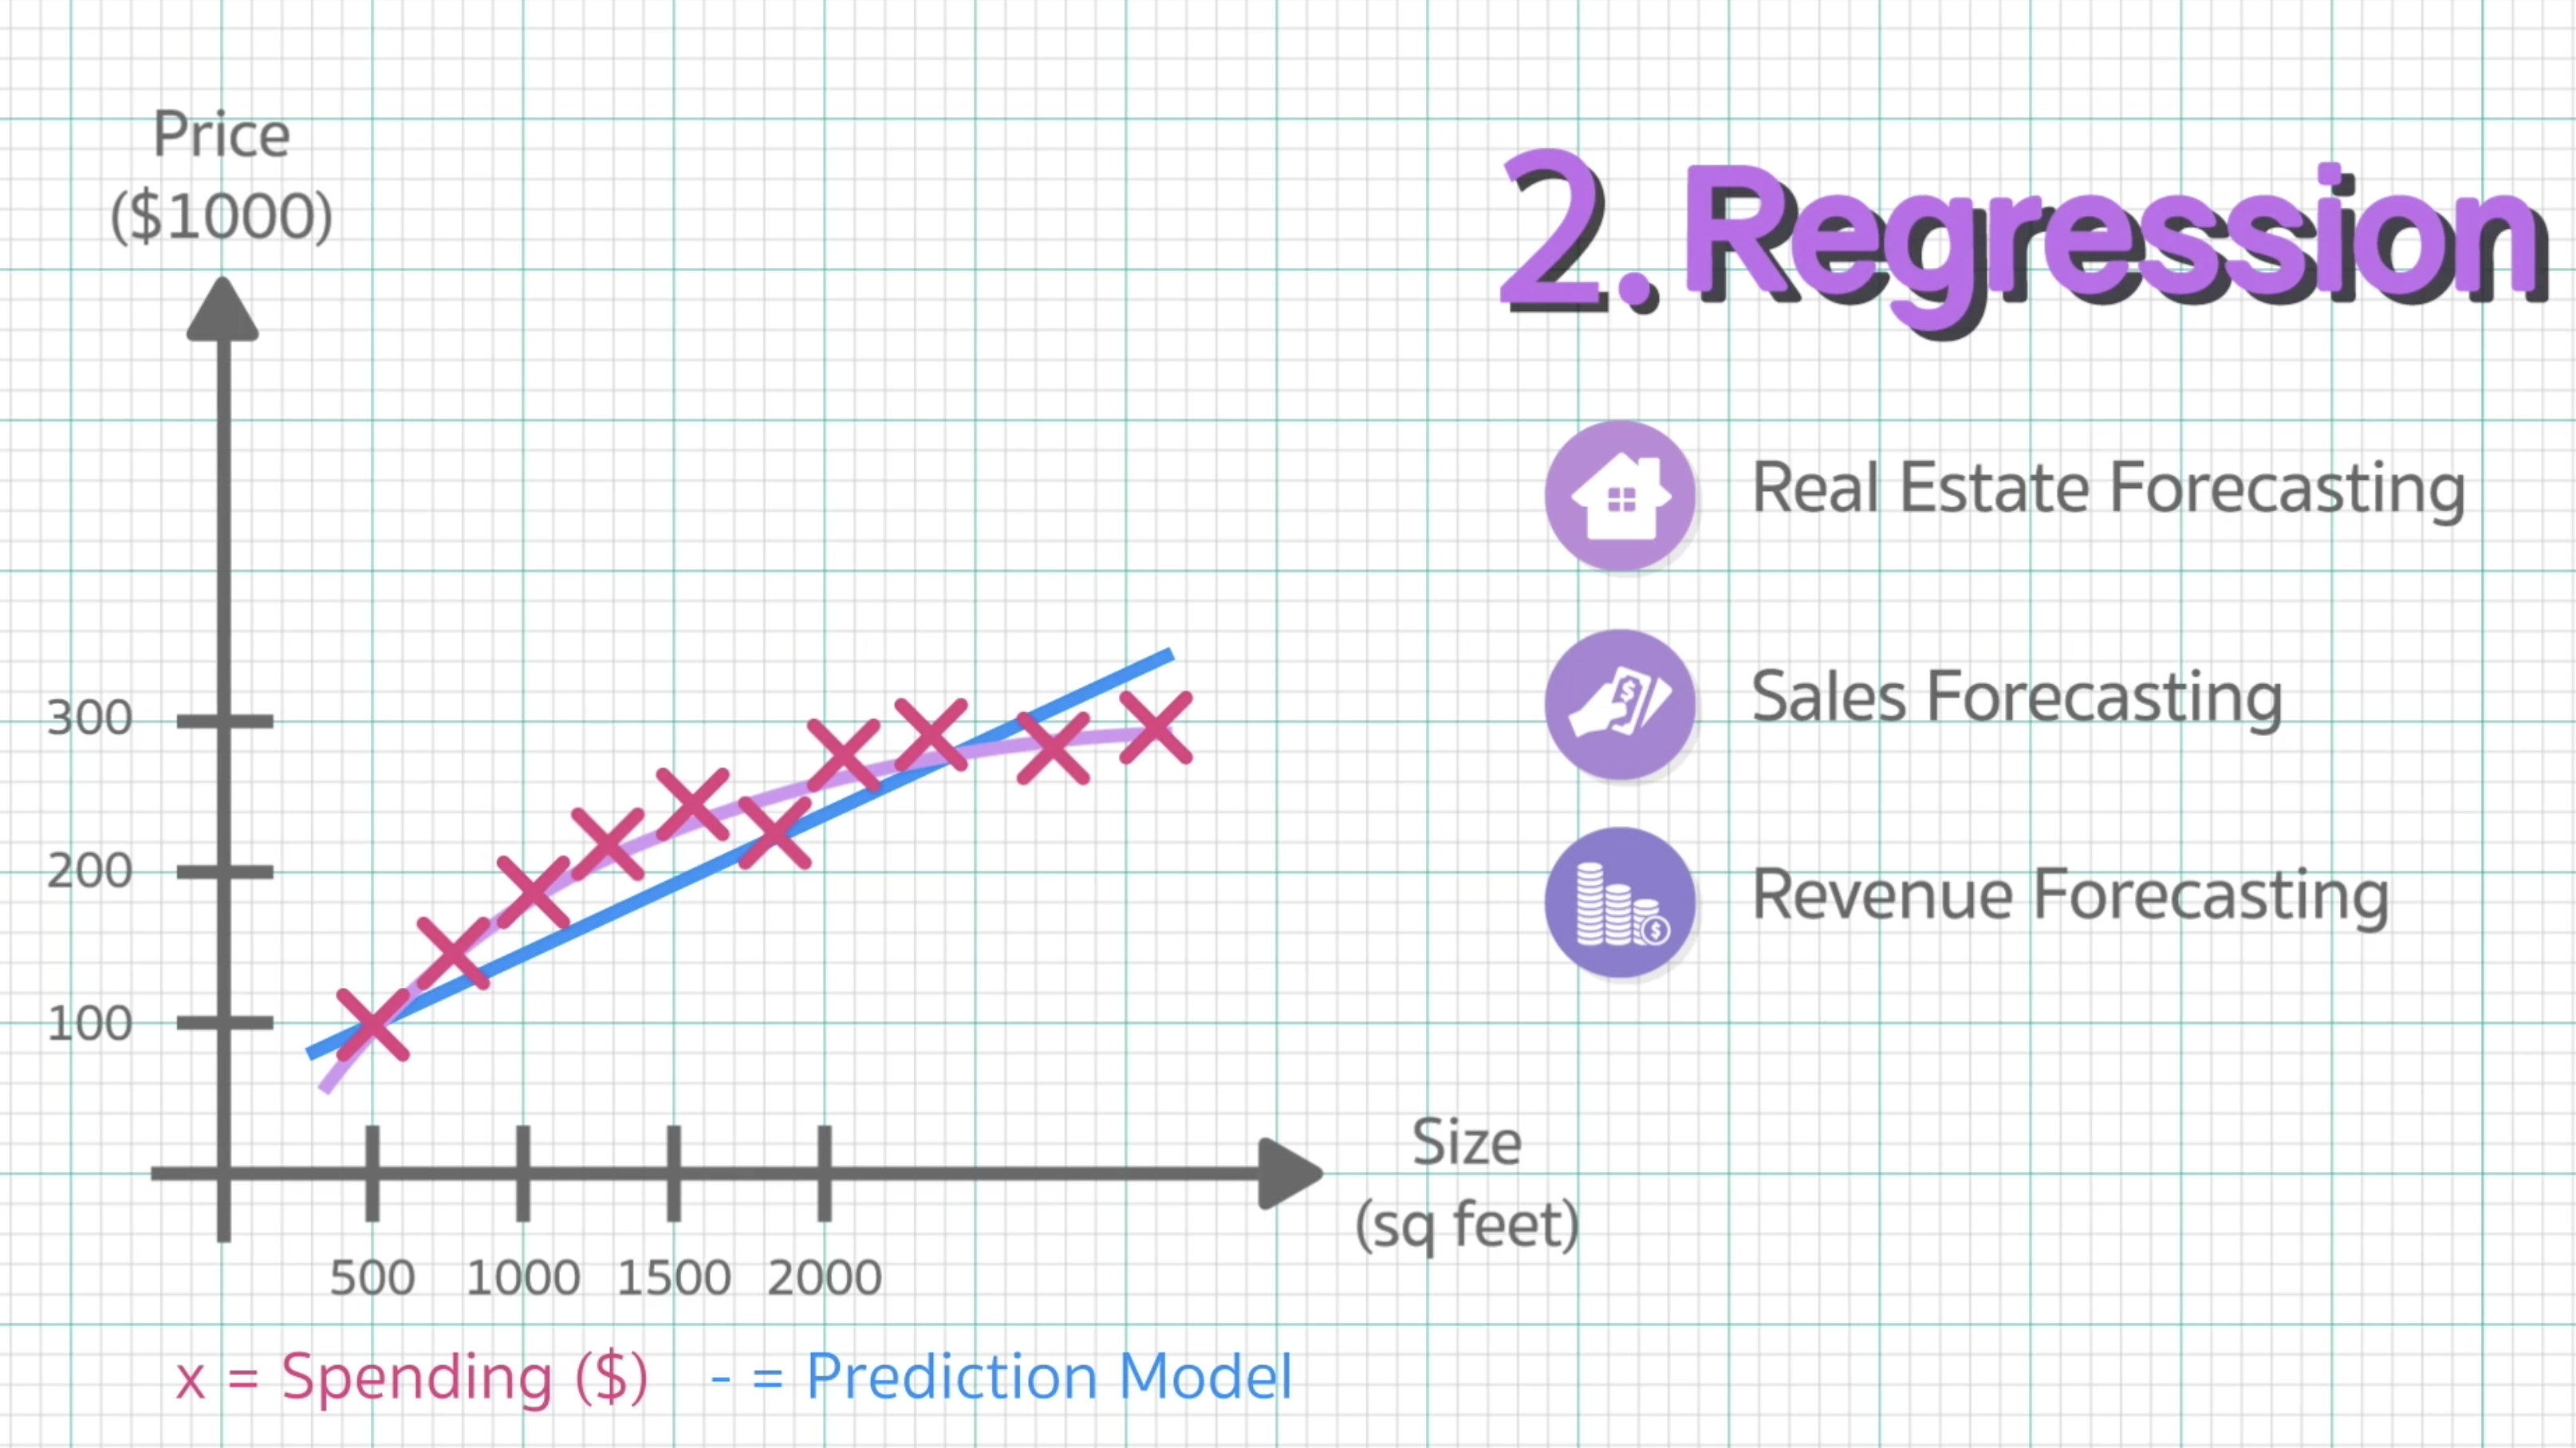 Price
($1000)
2. Regression
Real Estate Forecasting
Sales Forecasting
Revenue Forecasting
300
200
100
Size
(sq feet)
500 1000 1500 2000
x = Spending ($) - = Prediction Model